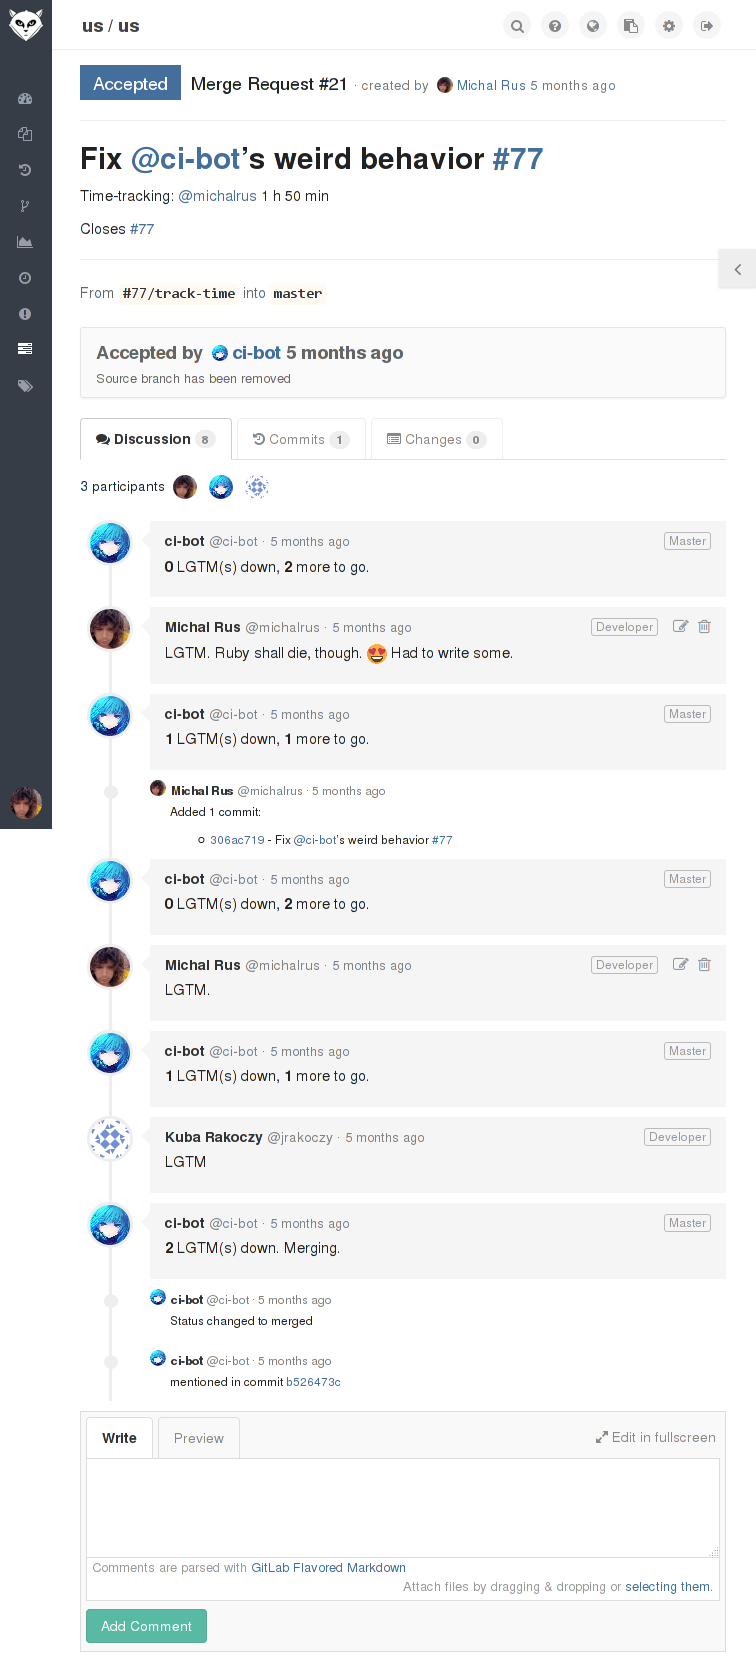 us / us
Accepted Merge Request #21 · created by Michal Rus 5 months ago
Fix @ci-bot’s weird behavior #77
Time-tracking: @michalrus 1 h 50 min
Closes #77
From #77/track-time into master
Accepted by ci-bot 5 months ago
Source branch has been removed
Discussion 8 Commits 1 Changes 0
3 participants
ci-bot @ci-bot · 5 months ago Master
0 LGTM(s) down, 2 more to go.
Michal Rus @michalrus · 5 months ago Developer
LGTM. Ruby shall die, though. 😍 Had to write some.
ci-bot @ci-bot · 5 months ago Master
1 LGTM(s) down, 1 more to go.
Michal Rus @michalrus · 5 months ago
Added 1 commit:
306ac719 - Fix @ci-bot’s weird behavior #77
ci-bot @ci-bot · 5 months ago Master
0 LGTM(s) down, 2 more to go.
Michal Rus @michalrus · 5 months ago Developer
LGTM.
ci-bot @ci-bot · 5 months ago Master
1 LGTM(s) down, 1 more to go.
Kuba Rakoczy @jrakoczy · 5 months ago Developer
LGTM
ci-bot @ci-bot · 5 months ago Master
2 LGTM(s) down. Merging.
ci-bot @ci-bot · 5 months ago
Status changed to merged
ci-bot @ci-bot · 5 months ago
mentioned in commit b526473c
Write Preview Edit in fullscreen
Comments are parsed with GitLab Flavored Markdown
Attach files by dragging & dropping or selecting them.
Add Comment